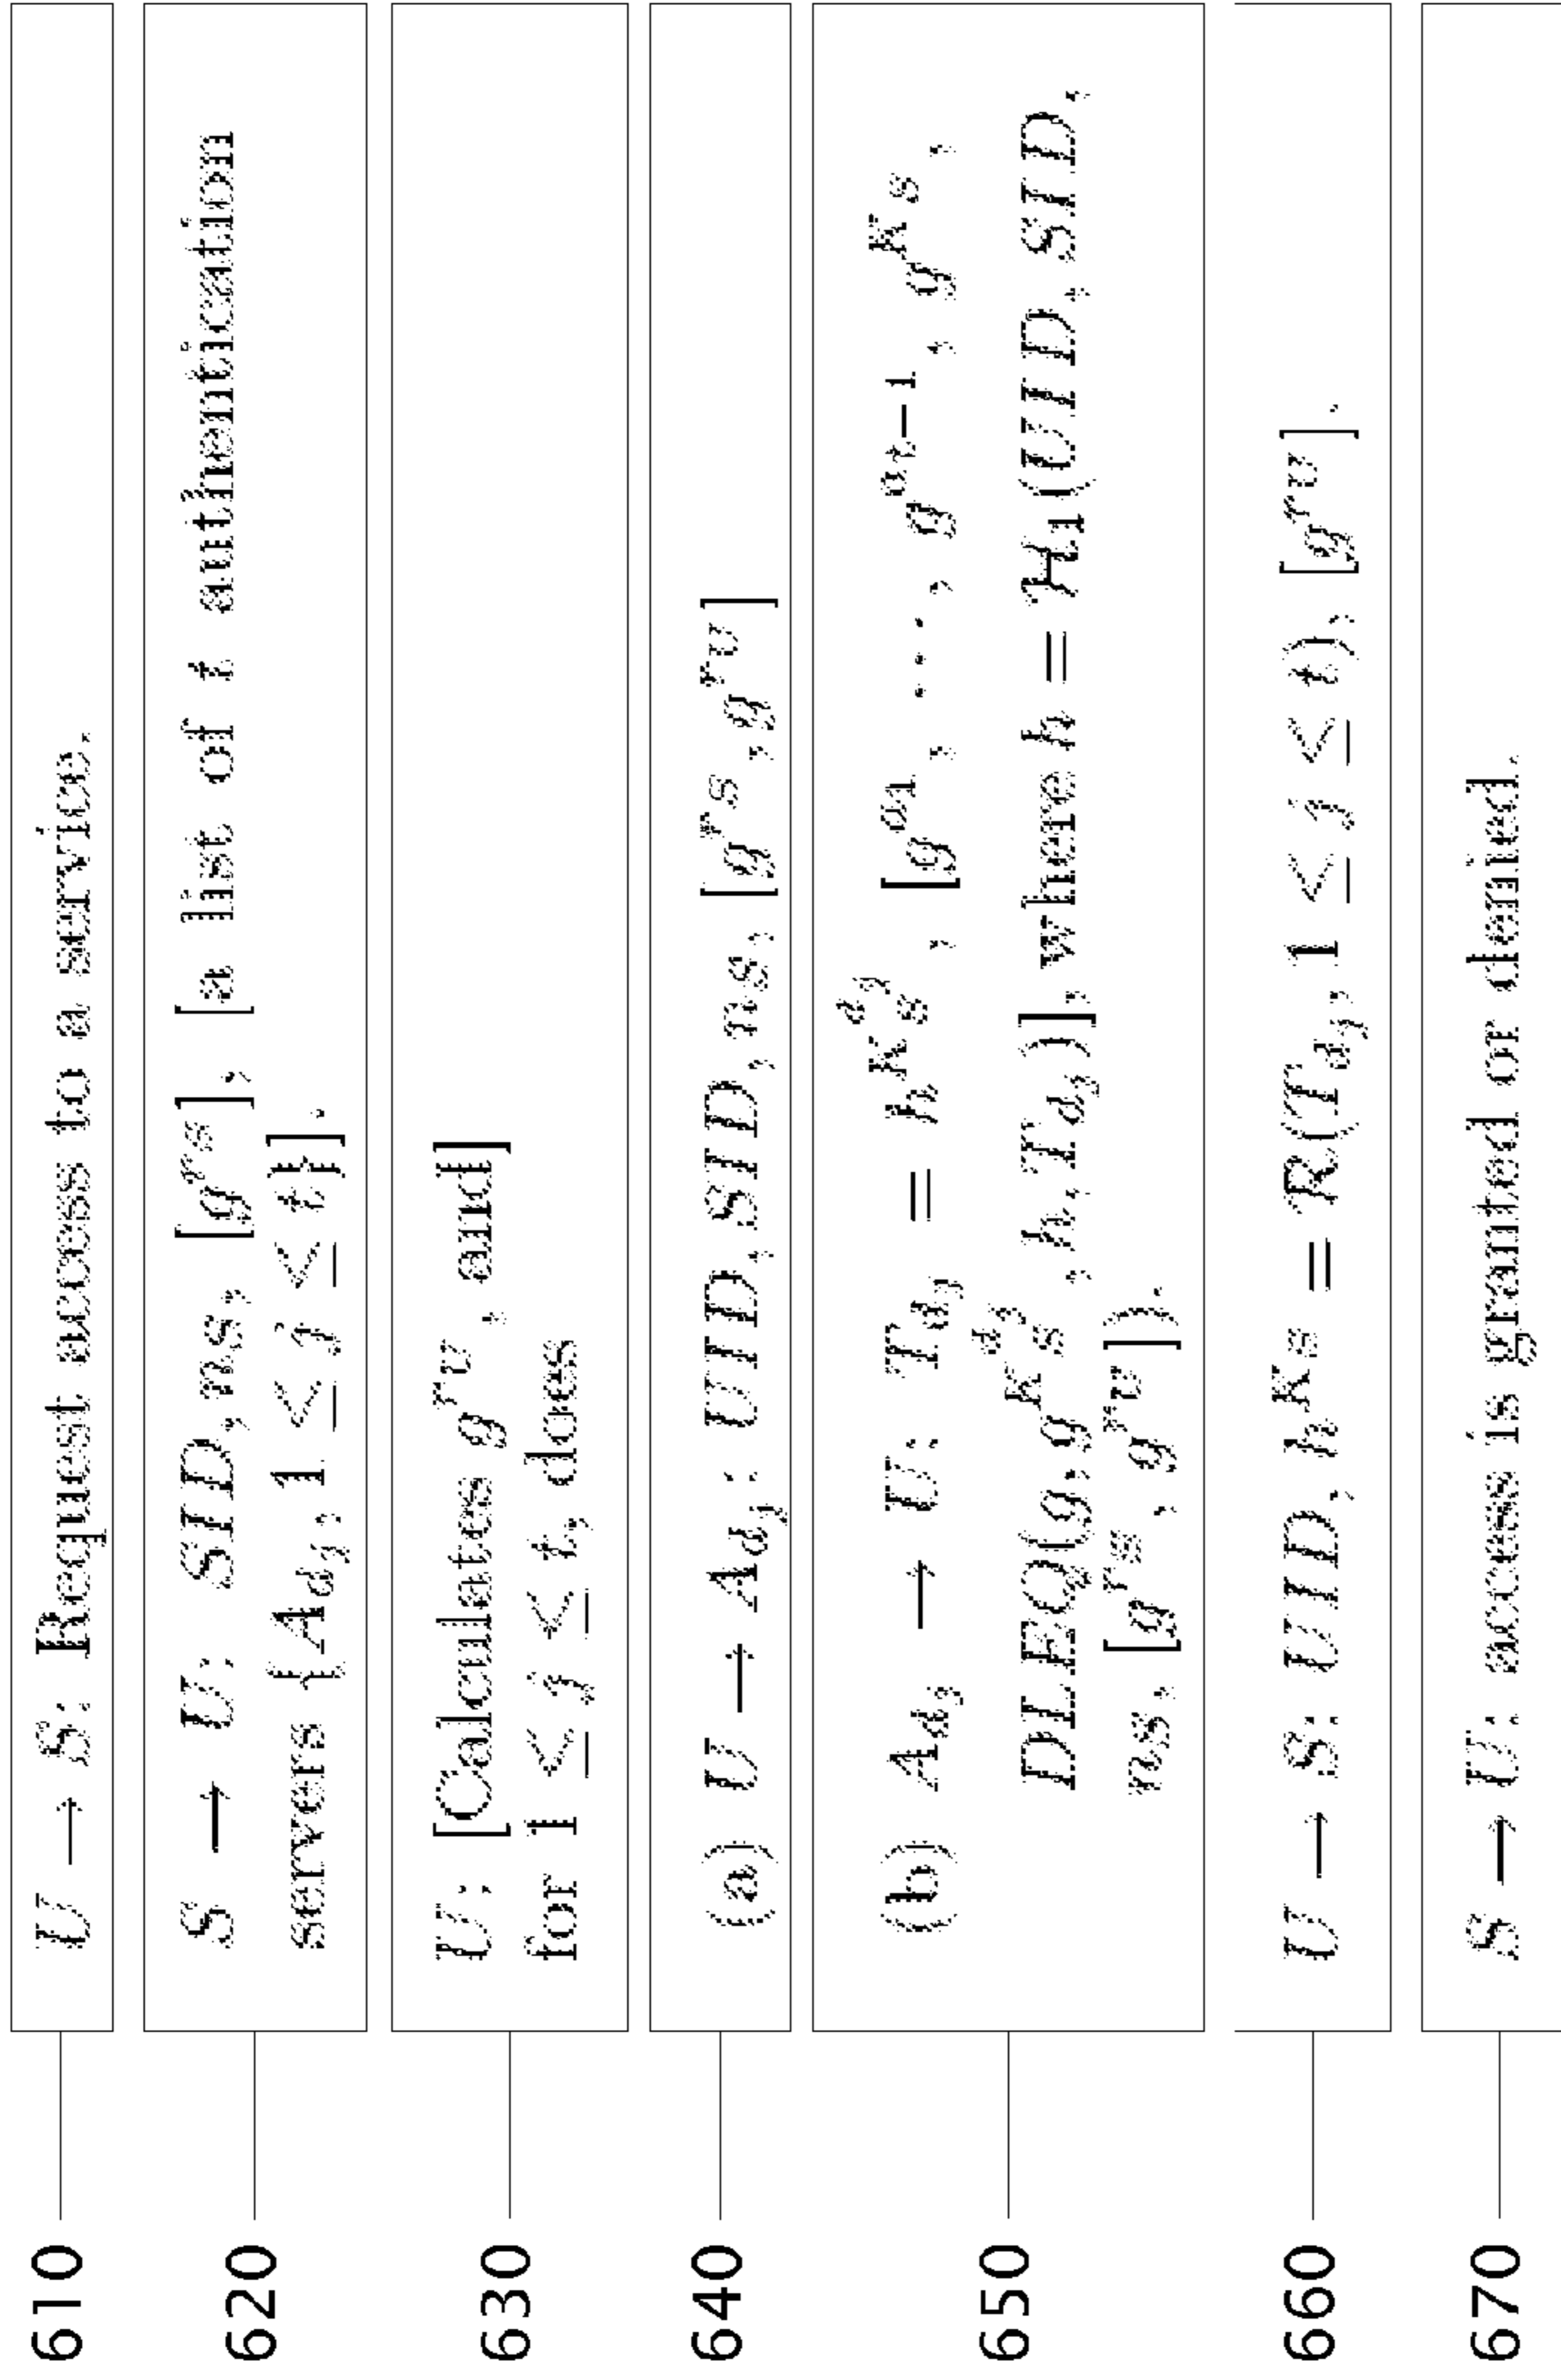 610 U → S: Request access to a service.
620 S → U: SID, n_S, [g^{r_S}], [a list of t authentication
servers {A_{d_j}, 1 ≤ j ≤ t}].
630 U: [Calculates g^{r_U}, and]
for 1 ≤ j ≤ t, does
640 (a) U → A_{d_j}: UID, SID, n_S, [g^{r_S}, g^{r_U}]
650 (b) A_{d_j} → U: T_{d_j} = h^{K_S^{d_j}}, [g^{a_1}, ..., g^{a_{t-1}}, g^{K_S},
DLEQ(g, g^{K_S^{d_j}}, h, T_{d_j})], where h = H_1(UID, SID,
n_S, [g^{r_S}, g^{r_U}]).
660 U → S: UID, h^{K_S} = R(T_{d_j}, 1 ≤ j ≤ t), [g^{r_U}].
670 S → U: access is granted or denied.